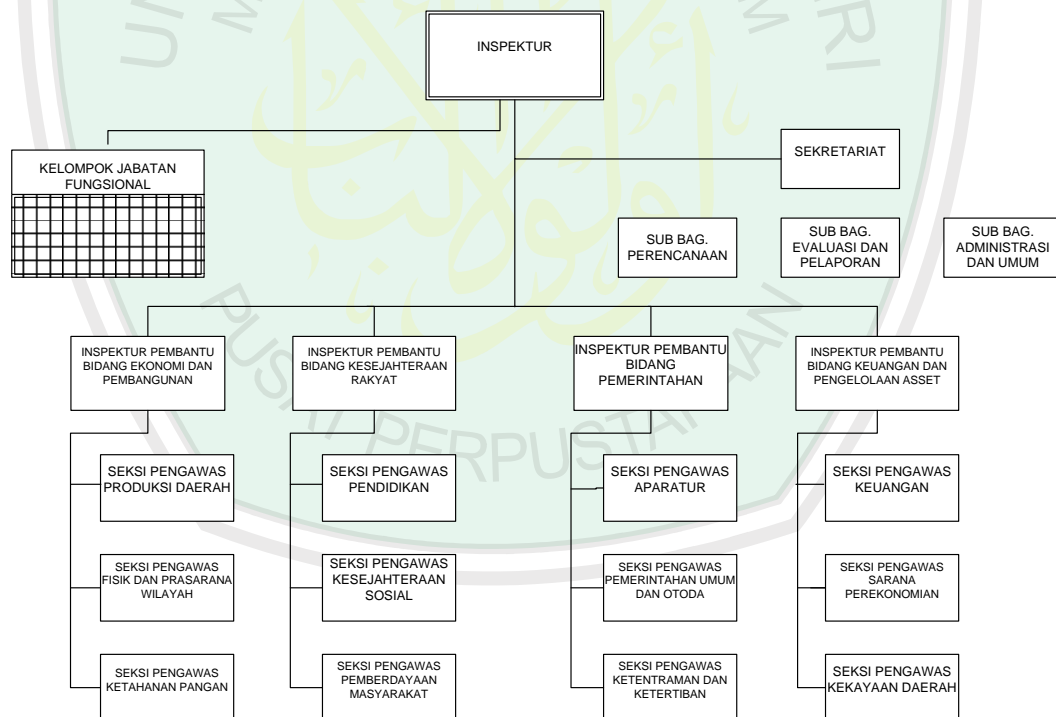 INSPEKTUR
SEKRETARIAT
KELOMPOK JABATAN
FUNGSIONAL
SUB BAG.
PERENCANAAN
SUB BAG.
EVALUASI DAN
PELAPORAN
SUB BAG.
ADMINISTRASI
DAN UMUM
INSPEKTUR PEMBANTU
BIDANG EKONOMI DAN
PEMBANGUNAN
INSPEKTUR PEMBANTU
BIDANG KESEJAHTERAAN
RAKYAT
INSPEKTUR PEMBANTU
BIDANG
PEMERINTAHAN
INSPEKTUR PEMBANTU
BIDANG KEUANGAN DAN
PENGELOLAAN ASSET
SEKSI PENGAWAS
PRODUKSI DAERAH
SEKSI PENGAWAS
PENDIDIKAN
SEKSI PENGAWAS
APARATUR
SEKSI PENGAWAS
KEUANGAN
SEKSI PENGAWAS
FISIK DAN PRASARANA
WILAYAH
SEKSI PENGAWAS
KESEJAHTERAAN
SOSIAL
SEKSI PENGAWAS
PEMERINTAHAN UMUM
DAN OTODA
SEKSI PENGAWAS
SARANA
PEREKONOMIAN
SEKSI PENGAWAS
KETAHANAN PANGAN
SEKSI PENGAWAS
PEMBERDAYAAN
MASYARAKAT
SEKSI PENGAWAS
KETENTRAMAN DAN
KETERTIBAN
SEKSI PENGAWAS
KEKAYAAN DAERAH
PUSAT PERPUSTAKAAN